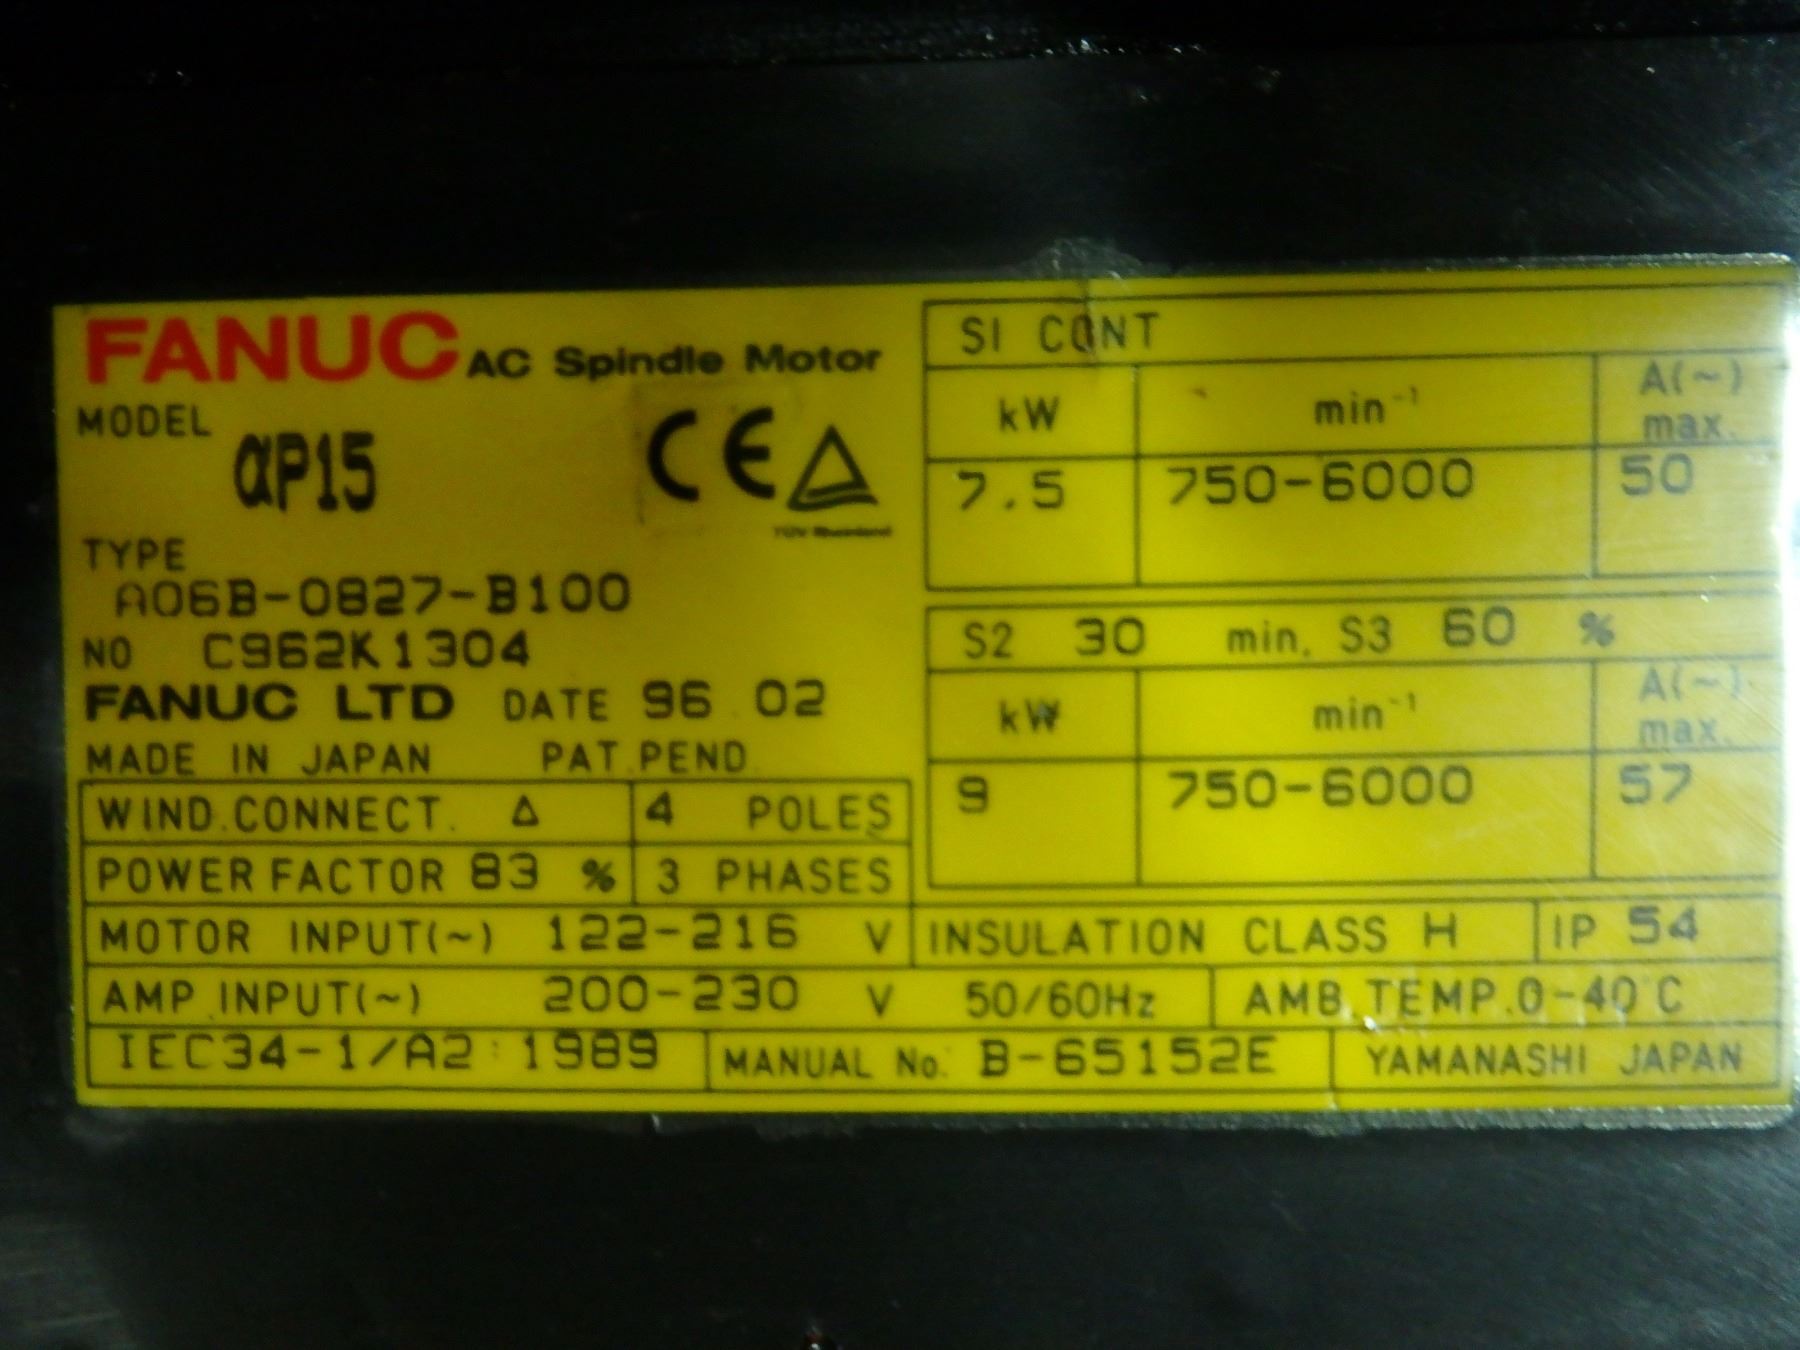 FANUC AC Spindle Motor
MODEL
αP15
CE
TÜV Rheinland
TYPE
A06B-0827-B100
NO C962K1304
FANUC LTD DATE 96.02
MADE IN JAPAN PAT.PEND.
WIND.CONNECT. Δ 4 POLES
POWER FACTOR 83 % 3 PHASES
MOTOR INPUT(~) 122-216 V
AMP.INPUT(~) 200-230 V 50/60Hz
IEC34-1/A2:1989 MANUAL No. B-65152E
S1 CONT
kW min⁻¹ A(~) max.
7.5 750-6000 50
S2 30 min, S3 60 %
kW min⁻¹ A(~) max.
9 750-6000 57
INSULATION CLASS H IP 54
AMB.TEMP.0-40°C
YAMANASHI JAPAN